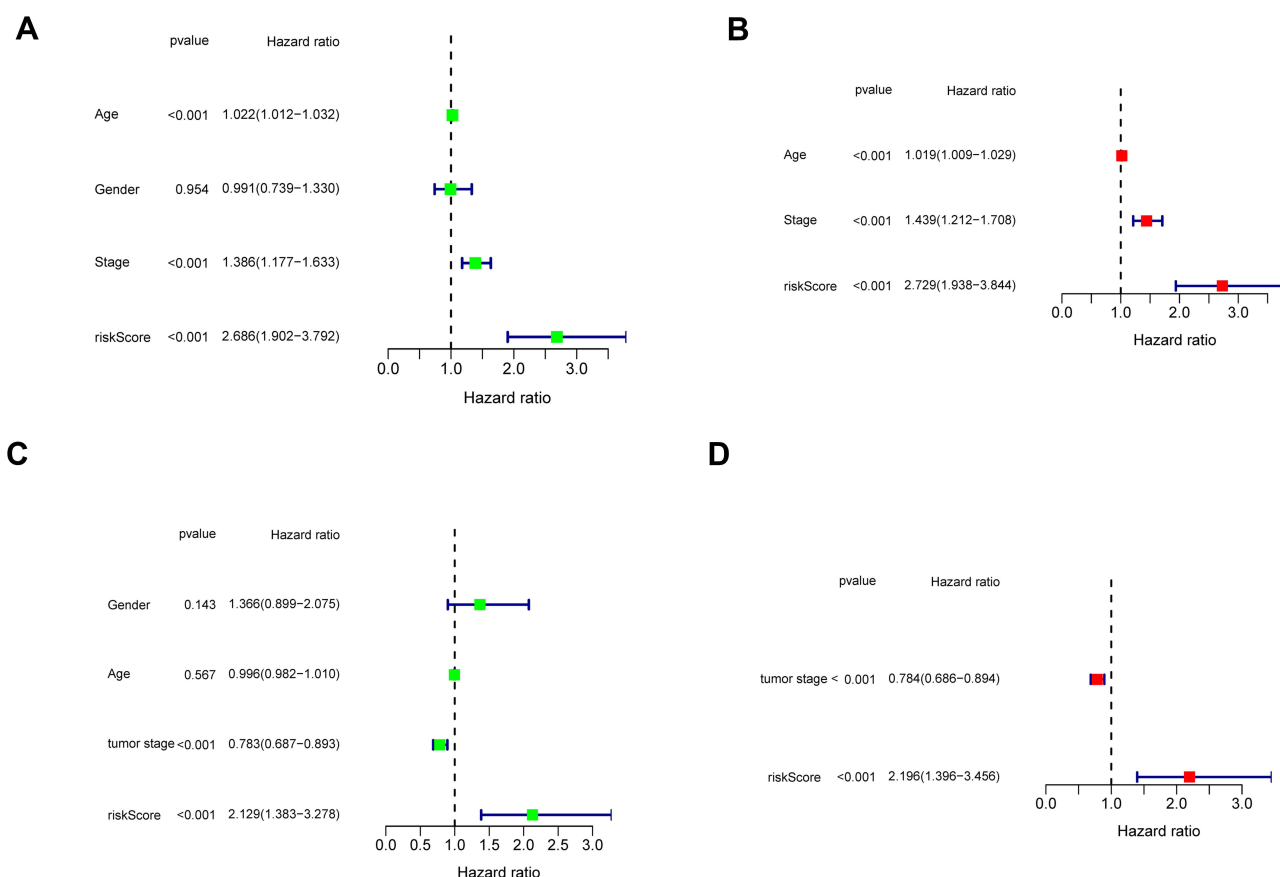 A
pvalue Hazard ratio
Age <0.001 1.022(1.012−1.032)
Gender 0.954 0.991(0.739−1.330)
Stage <0.001 1.386(1.177−1.633)
riskScore <0.001 2.686(1.902−3.792)
0.0 1.0 2.0 3.0
Hazard ratio
B
pvalue Hazard ratio
Age <0.001 1.019(1.009−1.029)
Stage <0.001 1.439(1.212−1.708)
riskScore <0.001 2.729(1.938−3.844)
0.0 1.0 2.0 3.0
Hazard ratio
C
pvalue Hazard ratio
Gender 0.143 1.366(0.899−2.075)
Age 0.567 0.996(0.982−1.010)
tumor stage <0.001 0.783(0.687−0.893)
riskScore <0.001 2.129(1.383−3.278)
0.0 0.5 1.0 1.5 2.0 2.5 3.0
Hazard ratio
D
pvalue Hazard ratio
tumor stage < 0.001 0.784(0.686−0.894)
riskScore <0.001 2.196(1.396−3.456)
0.0 1.0 2.0 3.0
Hazard ratio